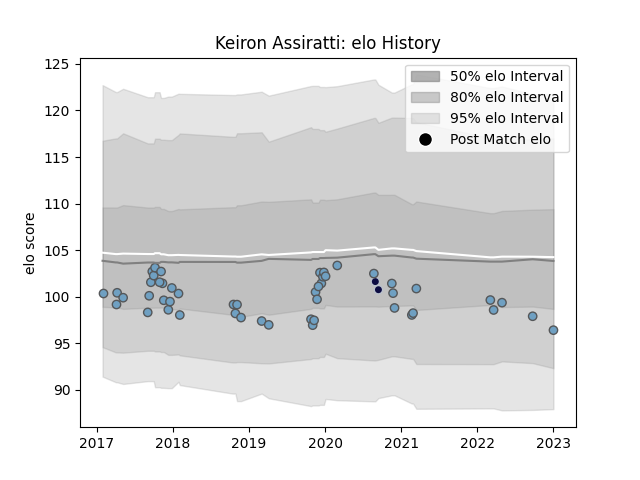 Keiron Assiratti: elo History
125
120
115
110
105
100
95
90
elo score
50% elo Interval
80% elo Interval
95% elo Interval
Post Match elo
2017 2018 2019 2020 2021 2022 2023